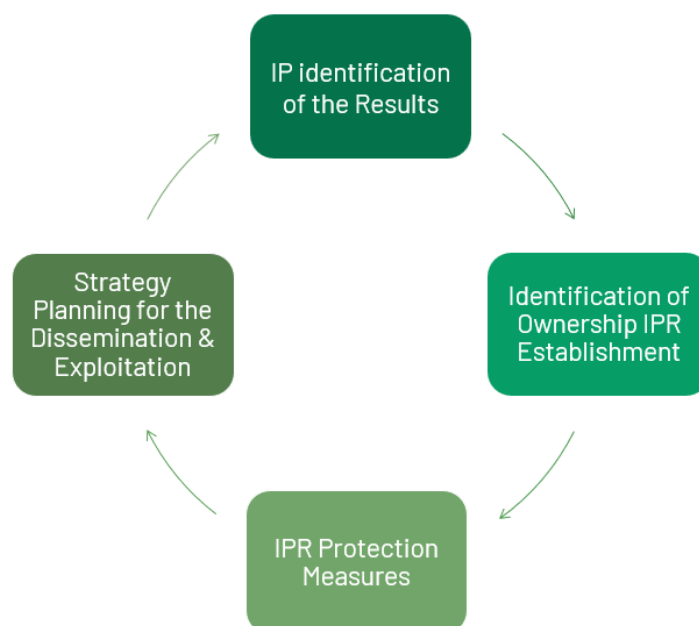 IP identification
of the Results
Identification of
Ownership IPR
Establishment
IPR Protection
Measures
Strategy
Planning for the
Dissemination &
Exploitation